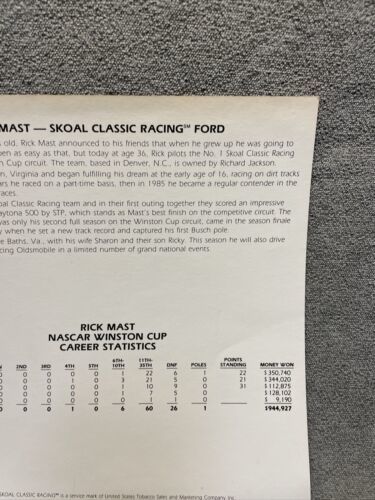 MAST — SKOAL CLASSIC RACING℠ FORD
old, Rick Mast announced to his friends that when he grew up he was going to
as easy as that, but today at age 36, Rick pilots the No. 1 Skoal Classic Racing
Cup circuit. The team, based in Denver, N.C., is owned by Richard Jackson.
Virginia and began fulfilling his dream at the early age of 16, racing on dirt tracks
he raced on a part-time basis, then in 1985 he became a regular contender in the
Classic Racing team and in their first outing together they scored an impressive
500 by STP, which stands as Mast's best finish on the competitive circuit. The
only his second full season on the Winston Cup circuit, came in the season finale
when he set a new track record and captured his first Busch pole.
Baths, Va., with his wife Sharon and their son Ricky. This season he will also drive
Oldsmobile in a limited number of grand national events.
RICK MAST
NASCAR WINSTON CUP
CAREER STATISTICS
2ND 3RD 4TH 5TH 6TH-10TH 11TH-35TH DNF POLES POINTS STANDING MONEY WON
0 0 0 0 1 22 6 1 22 $350,740
0 0 1 0 3 21 5 0 21 $344,020
0 0 0 0 1 10 9 0 31 $112,875
0 0 0 0 1 7 5 0 $128,102
0 0 0 0 0 1 1 0 $ 9,190
0 0 1 0 6 60 26 1 $944,927
SKOAL CLASSIC RACING℠ is a service mark of United States Tobacco Sales and Marketing Company Inc.